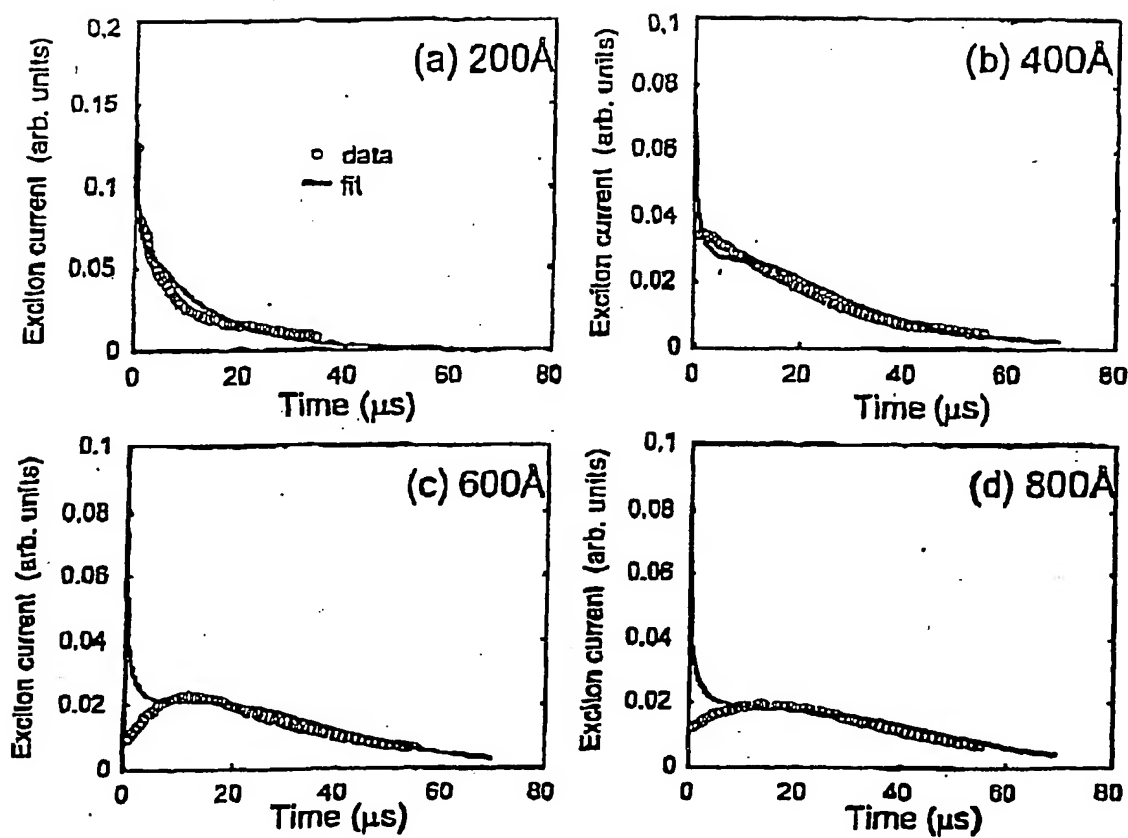 (a) 200Å
Exciton current (arb. units)
0,2
0.15
0.1
0.05
0
o data
— fit
0 20 40 60 80
Time (μs)
(b) 400Å
Exciton current (arb. units)
0,1
0.08
0.06
0.04
0.02
0
0 20 40 60 80
Time (μs)
(c) 600Å
Exciton current (arb. units)
0.1
0.08
0.06
0.04
0.02
0
0 20 40 60 80
Time (μs)
(d) 800Å
Exciton current (arb. units)
0,1
0.08
0.06
0.04
0.02
0
0 20 40 60 80
Time (μs)